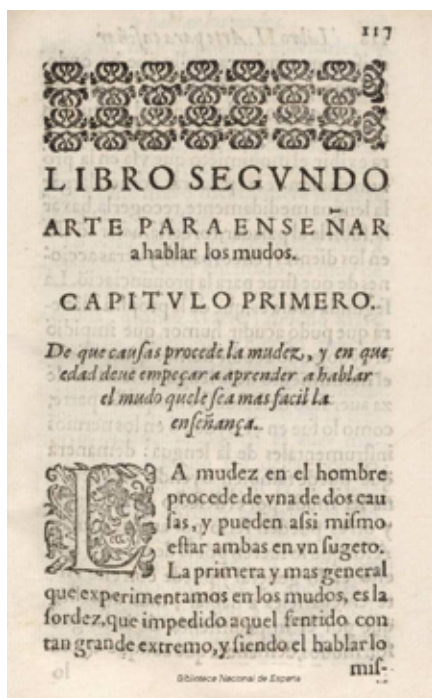 117
LIBRO SEGVNDO
ARTE PARA ENSEÑAR
a hablar los mudos.
CAPITVLO PRIMERO.
De que causas procede la mudez, y en que
edad deue empeçar a aprender a hablar
el mudo quele sea mas facil la
enseñança.
LA mudez en el hombre
procede de vna de dos cau
sas, y pueden assi mismo
estar ambas en vn sugeto.
La primera y mas general
que experimentamos en los mudos, es la
sordez, que impedido aquel sentido con
tan grande extremo, y siendo el hablar lo
mis-
Biblioteca Nacional de España